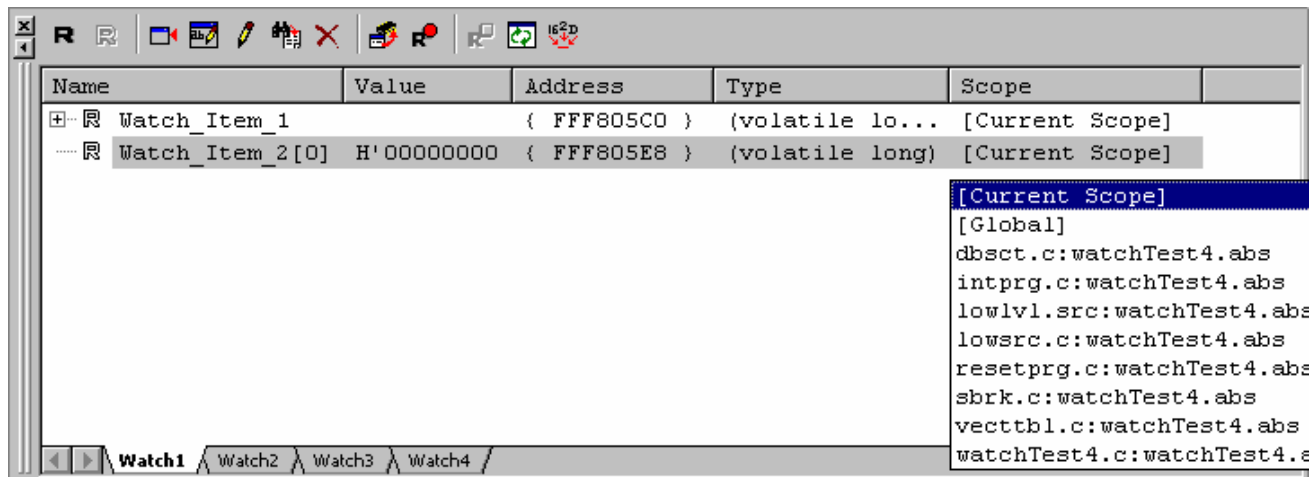 R R R 16²D
Name Value Address Type Scope
R Watch_Item_1 { FFF805C0 } (volatile lo... [Current Scope]
R Watch_Item_2[0] H'00000000 { FFF805E8 } (volatile long) [Current Scope]
[Current Scope]
[Global]
dbsct.c:watchTest4.abs
intprg.c:watchTest4.abs
lowlvl.src:watchTest4.abs
lowsrc.c:watchTest4.abs
resetprg.c:watchTest4.abs
sbrk.c:watchTest4.abs
vecttbl.c:watchTest4.abs
watchTest4.c:watchTest4.a
Watch1 Watch2 Watch3 Watch4